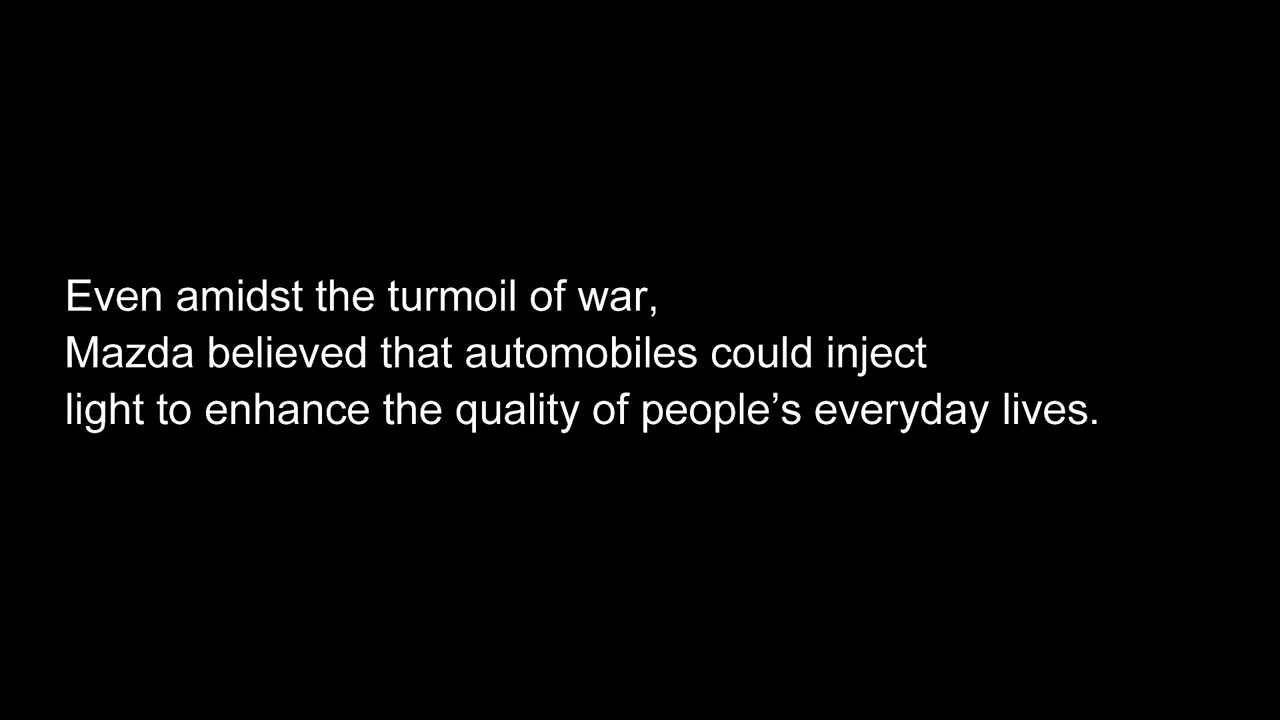 Even amidst the turmoil of war,
Mazda believed that automobiles could inject
light to enhance the quality of people’s everyday lives.